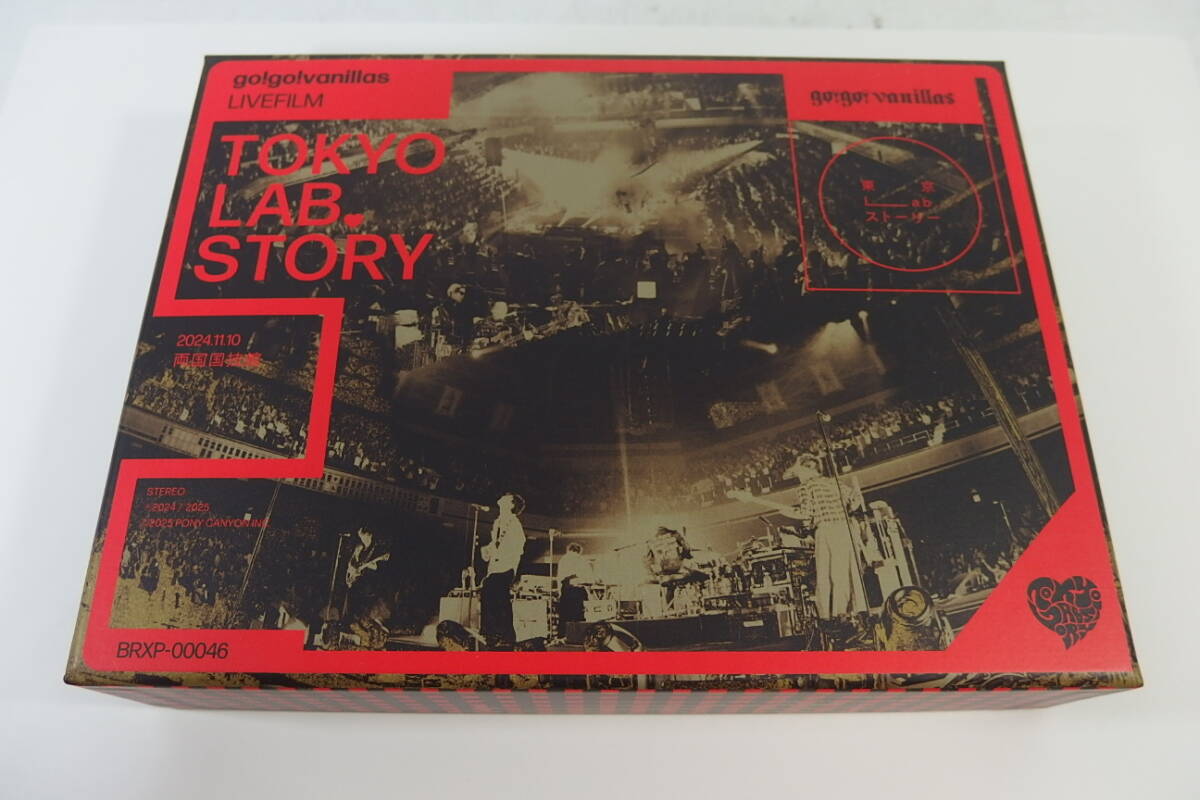 go!go!vanillas
LIVEFILM
TOKYO
LAB.
STORY
go!go!vanillas
東京
L___ab
ストーリー
2024.11.10
両国国技館
STEREO
2024 / 2025
2025 PONY CANYON INC.
BRXP-00046